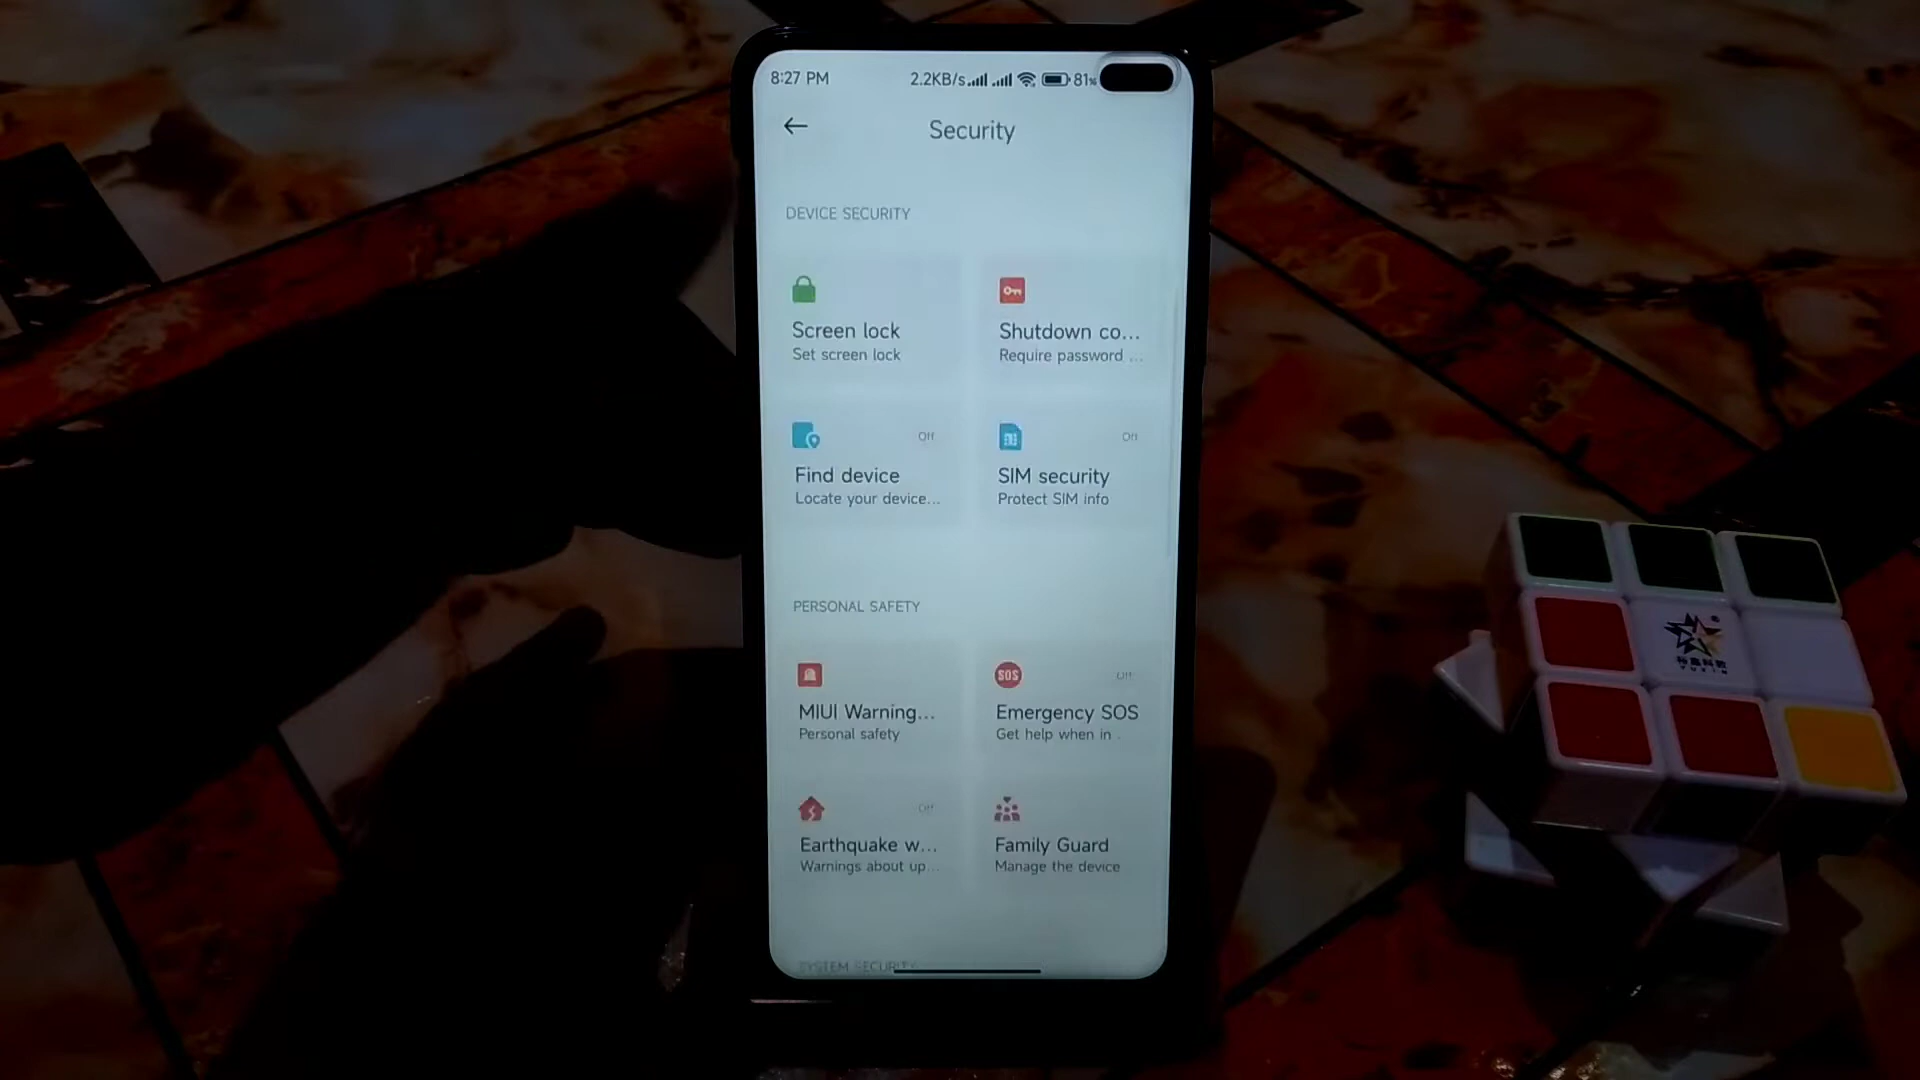 8:27 PM 2.2KB/s 81%
Security
DEVICE SECURITY
Screen lock
Set screen lock
Shutdown co...
Require password ...
Off
Find device
Locate your device...
Off
SIM security
Protect SIM info
PERSONAL SAFETY
MIUI Warning...
Personal safety
SOS
Off
Emergency SOS
Get help when in .
Off
Earthquake w...
Warnings about up...
Family Guard
Manage the device
SYSTEM SECURITY